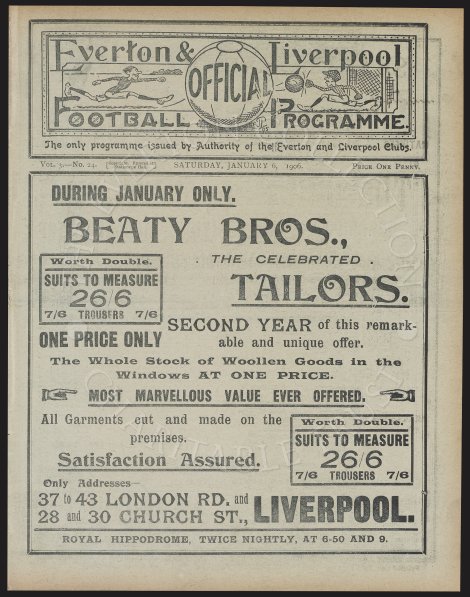 Everton & Liverpool
OFFICIAL
FOOTBALL PROGRAMME.
The only programme issued by Authority of the Everton and Liverpool Clubs.
VOL. 5.—No. 24. SATURDAY, JANUARY 6, 1906. PRICE ONE PENNY.
DURING JANUARY ONLY.
BEATY BROS.,
Worth Double.
SUITS TO MEASURE
26/6
7/6 TROUSERS 7/6
. THE CELEBRATED .
TAILORS.
ONE PRICE ONLY
SECOND YEAR of this remark-
able and unique offer.
The Whole Stock of Woollen Goods in the
Windows AT ONE PRICE.
MOST MARVELLOUS VALUE EVER OFFERED.
All Garments cut and made on the
premises.
Satisfaction Assured.
Worth Double.
SUITS TO MEASURE
26/6
7/6 TROUSERS 7/6
Only Addresses—
37 to 43 LONDON RD. and
28 and 30 CHURCH ST., LIVERPOOL.
ROYAL HIPPODROME, TWICE NIGHTLY, AT 6-50 AND 9.